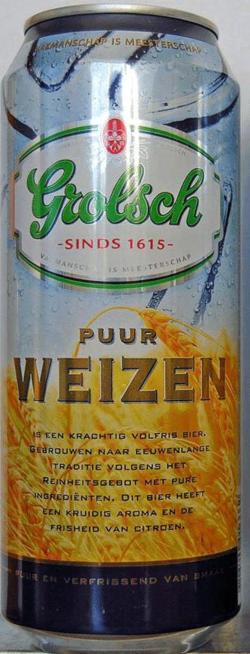 VAKMANSCHAP IS MEESTERSCHAP
Grolsch
-SINDS 1615-
VAKMANSCHAP IS MEESTERSCHAP
PUUR
WEIZEN
IS EEN KRACHTIG VOLFRIS BIER.
GEBROUWEN NAAR EEUWENLANGE
TRADITIE VOLGENS HET
REINHEITSGEBOT MET PURE
INGREDIËNTEN. DIT BIER HEEFT
EEN KRUIDIG AROMA EN DE
FRISHEID VAN CITROEN.
PUUR EN VERFRISSEND VAN SMAAK